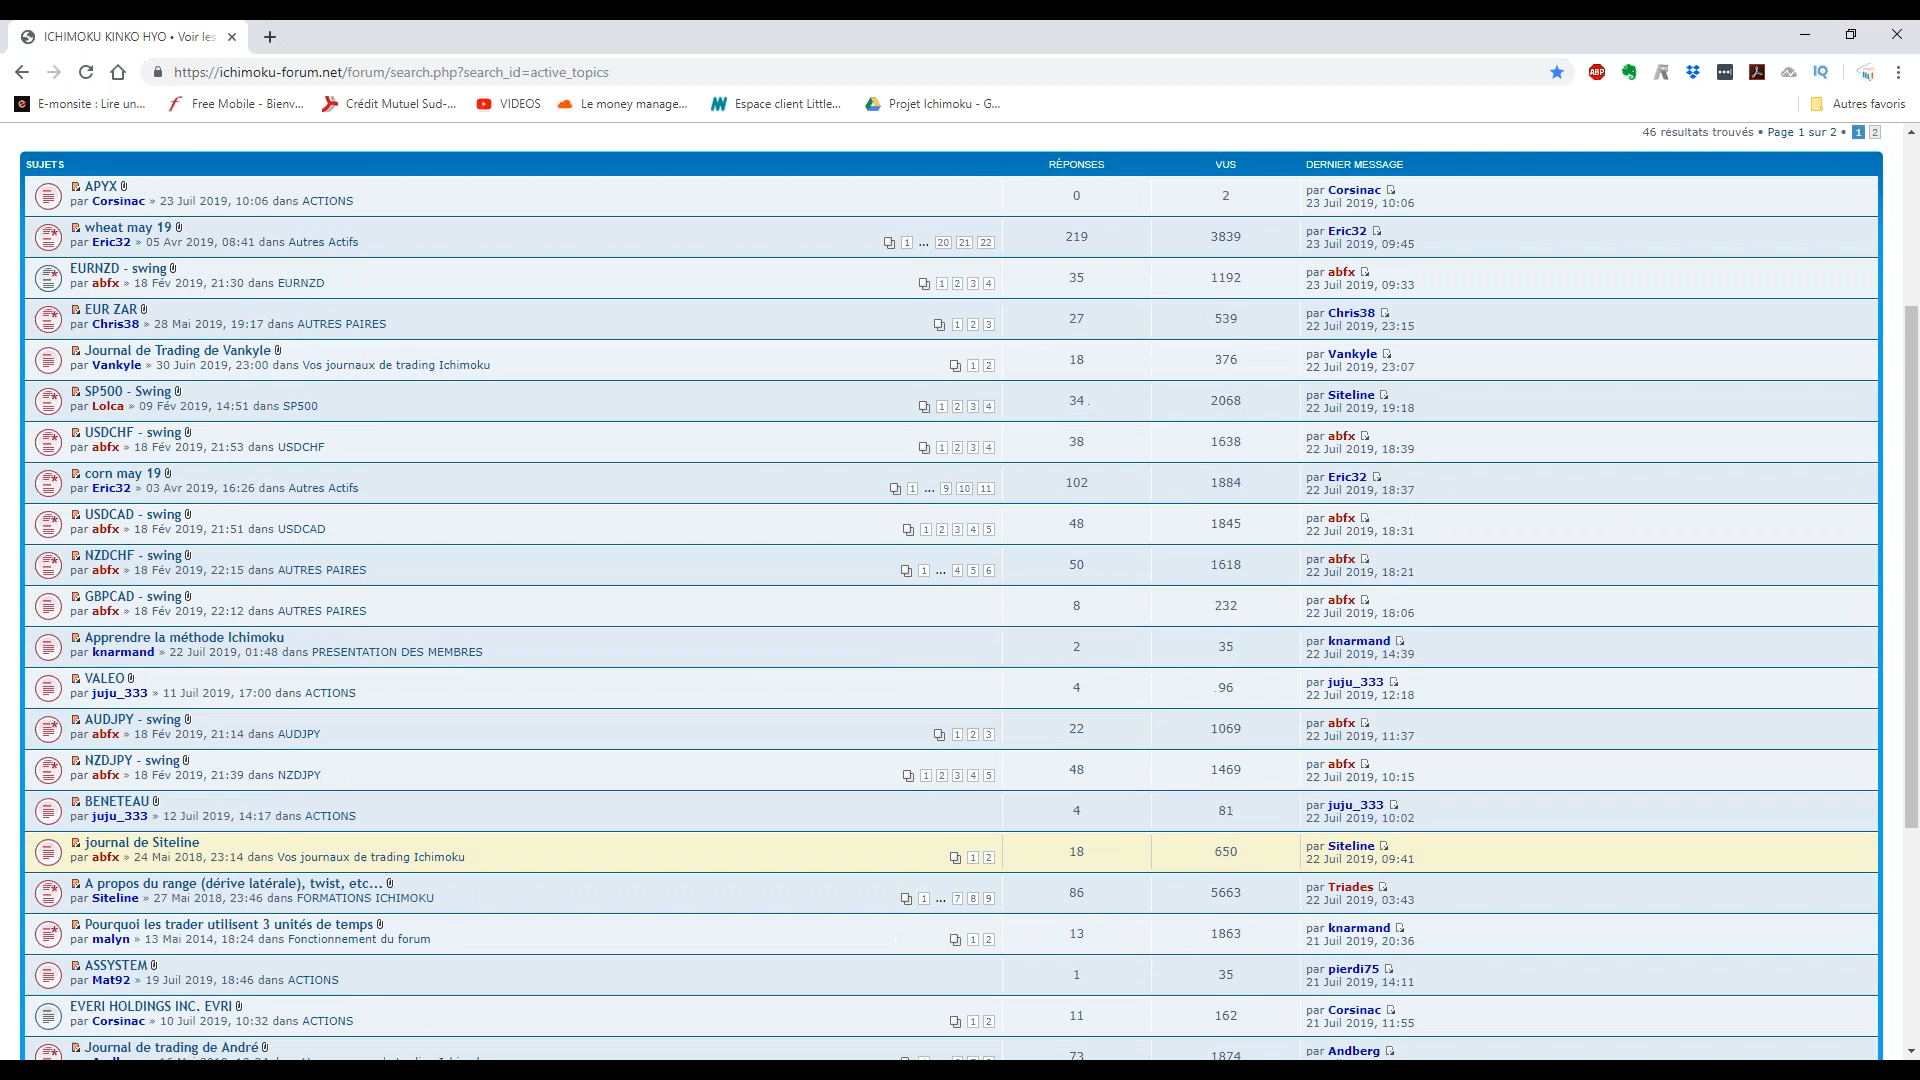 ICHIMOKU KINKO HYO • Voir les
https://ichimoku-forum.net/forum/search.php?search_id=active_topics
ABP IQ
E-monsite : Lire un... Free Mobile - Bienv... Crédit Mutuel Sud-... VIDEOS Le money manage... Espace client Little... Projet Ichimoku - G... Autres favoris
46 résultats trouvés • Page 1 sur 2 • 1 2
SUJETS RÉPONSES VUS DERNIER MESSAGE
APYX
par Corsinac » 23 Juil 2019, 10:06 dans ACTIONS
0 2
par Corsinac
23 Juil 2019, 10:06
wheat may 19
par Eric32 » 05 Avr 2019, 08:41 dans Autres Actifs
1 ... 20 21 22
219 3839
par Eric32
23 Juil 2019, 09:45
EURNZD - swing
par abfx » 18 Fév 2019, 21:30 dans EURNZD
1 2 3 4
35 1192
par abfx
23 Juil 2019, 09:33
EUR ZAR
par Chris38 » 28 Mai 2019, 19:17 dans AUTRES PAIRES
1 2 3
27 539
par Chris38
22 Juil 2019, 23:15
Journal de Trading de Vankyle
par Vankyle » 30 Juin 2019, 23:00 dans Vos journaux de trading Ichimoku
1 2
18 376
par Vankyle
22 Juil 2019, 23:07
SP500 - Swing
par Lolca » 09 Fév 2019, 14:51 dans SP500
1 2 3 4
34 2068
par Siteline
22 Juil 2019, 19:18
USDCHF - swing
par abfx » 18 Fév 2019, 21:53 dans USDCHF
1 2 3 4
38 1638
par abfx
22 Juil 2019, 18:39
corn may 19
par Eric32 » 03 Avr 2019, 16:26 dans Autres Actifs
1 ... 9 10 11
102 1884
par Eric32
22 Juil 2019, 18:37
USDCAD - swing
par abfx » 18 Fév 2019, 21:51 dans USDCAD
1 2 3 4 5
48 1845
par abfx
22 Juil 2019, 18:31
NZDCHF - swing
par abfx » 18 Fév 2019, 22:15 dans AUTRES PAIRES
1 ... 4 5 6
50 1618
par abfx
22 Juil 2019, 18:21
GBPCAD - swing
par abfx » 18 Fév 2019, 22:12 dans AUTRES PAIRES
8 232
par abfx
22 Juil 2019, 18:06
Apprendre la méthode Ichimoku
par knarmand » 22 Juil 2019, 01:48 dans PRESENTATION DES MEMBRES
2 35
par knarmand
22 Juil 2019, 14:39
VALEO
par juju_333 » 11 Juil 2019, 17:00 dans ACTIONS
4 96
par juju_333
22 Juil 2019, 12:18
AUDJPY - swing
par abfx » 18 Fév 2019, 21:14 dans AUDJPY
1 2 3
22 1069
par abfx
22 Juil 2019, 11:37
NZDJPY - swing
par abfx » 18 Fév 2019, 21:39 dans NZDJPY
1 2 3 4 5
48 1469
par abfx
22 Juil 2019, 10:15
BENETEAU
par juju_333 » 12 Juil 2019, 14:17 dans ACTIONS
4 81
par juju_333
22 Juil 2019, 10:02
journal de Siteline
par abfx » 24 Mai 2018, 23:14 dans Vos journaux de trading Ichimoku
1 2
18 650
par Siteline
22 Juil 2019, 09:41
A propos du range (dérive latérale), twist, etc...
par Siteline » 27 Mai 2018, 23:46 dans FORMATIONS ICHIMOKU
1 ... 7 8 9
86 5663
par Triades
22 Juil 2019, 03:43
Pourquoi les trader utilisent 3 unités de temps
par malyn » 13 Mai 2014, 18:24 dans Fonctionnement du forum
1 2
13 1863
par knarmand
21 Juil 2019, 20:36
ASSYSTEM
par Mat92 » 19 Juil 2019, 18:46 dans ACTIONS
1 35
par pierdi75
21 Juil 2019, 14:11
EVERI HOLDINGS INC. EVRI
par Corsinac » 10 Juil 2019, 10:32 dans ACTIONS
1 2
11 162
par Corsinac
21 Juil 2019, 11:55
Journal de trading de André
73 1874
par Andberg